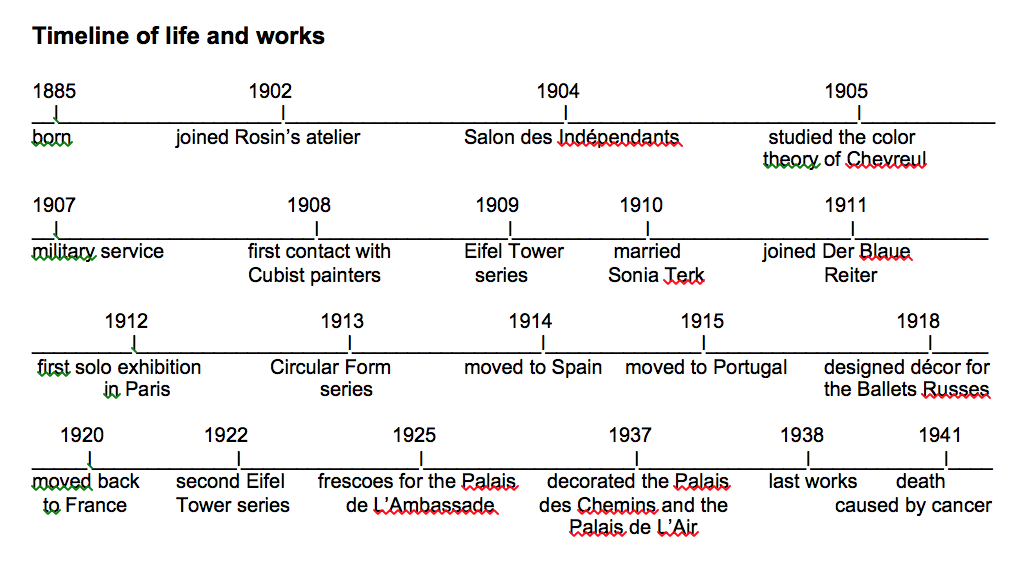 Timeline of life and works
1885 1902 1904 1905
born joined Rosin's atelier Salon des Indépendants studied the color
theory of Chevreul
1907 1908 1909 1910 1911
military service first contact with Eifel Tower married joined Der Blaue
Cubist painters series Sonia Terk Reiter
1912 1913 1914 1915 1918
first solo exhibition Circular Form moved to Spain moved to Portugal designed décor for
in Paris series the Ballets Russes
1920 1922 1925 1937 1938 1941
moved back second Eifel frescoes for the Palais decorated the Palais last works death
to France Tower series de L'Ambassade des Chemins and the caused by cancer
Palais de L'Air